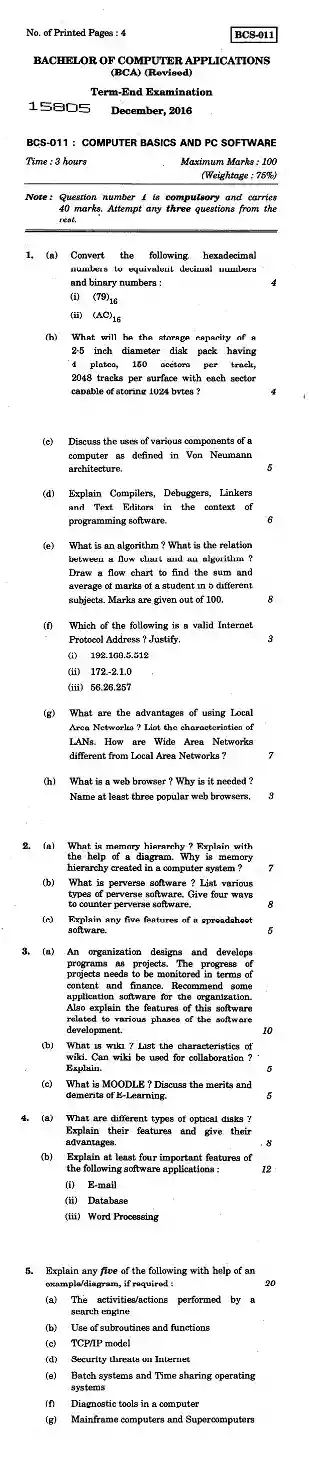 No. of Printed Pages : 4 BCS-011
BACHELOR OF COMPUTER APPLICATIONS
(BCA) (Revised)
Term-End Examination
15805 December, 2016
BCS-011 : COMPUTER BASICS AND PC SOFTWARE
Time : 3 hours Maximum Marks : 100
(Weightage : 75%)
Note : Question number 1 is compulsory and carries
40 marks. Attempt any three questions from the
rest.
1. (a) Convert the following hexadecimal
numbers to equivalent decimal numbers
and binary numbers : 4
(i) (79)16
(ii) (AC)16
(b) What will be the storage capacity of a
2·5 inch diameter disk pack having
4 plates, 150 sectors per track,
2048 tracks per surface with each sector
capable of storing 1024 bytes ? 4
(c) Discuss the uses of various components of a
computer as defined in Von Neumann
architecture. 5
(d) Explain Compilers, Debuggers, Linkers
and Text Editors in the context of
programming software. 6
(e) What is an algorithm ? What is the relation
between a flow chart and an algorithm ?
Draw a flow chart to find the sum and
average of marks of a student in 5 different
subjects. Marks are given out of 100. 8
(f) Which of the following is a valid Internet
Protocol Address ? Justify. 3
(i) 192.168.5.512
(ii) 172.-2.1.0
(iii) 56.26.257
(g) What are the advantages of using Local
Area Networks ? List the characteristics of
LANs. How are Wide Area Networks
different from Local Area Networks ? 7
(h) What is a web browser ? Why is it needed ?
Name at least three popular web browsers. 3
2. (a) What is memory hierarchy ? Explain with
the help of a diagram. Why is memory
hierarchy created in a computer system ? 7
(b) What is perverse software ? List various
types of perverse software. Give four ways
to counter perverse software. 8
(c) Explain any five features of a spreadsheet
software. 5
3. (a) An organization designs and develops
programs as projects. The progress of
projects needs to be monitored in terms of
content and finance. Recommend some
application software for the organization.
Also explain the features of this software
related to various phases of the software
development. 10
(b) What is wiki ? List the characteristics of
wiki. Can wiki be used for collaboration ?
Explain. 5
(c) What is MOODLE ? Discuss the merits and
demerits of E-Learning. 5
4. (a) What are different types of optical disks ?
Explain their features and give their
advantages. 8
(b) Explain at least four important features of
the following software applications : 12
(i) E-mail
(ii) Database
(iii) Word Processing
5. Explain any five of the following with help of an
example/diagram, if required : 20
(a) The activities/actions performed by a
search engine
(b) Use of subroutines and functions
(c) TCP/IP model
(d) Security threats on Internet
(e) Batch systems and Time sharing operating
systems
(f) Diagnostic tools in a computer
(g) Mainframe computers and Supercomputers